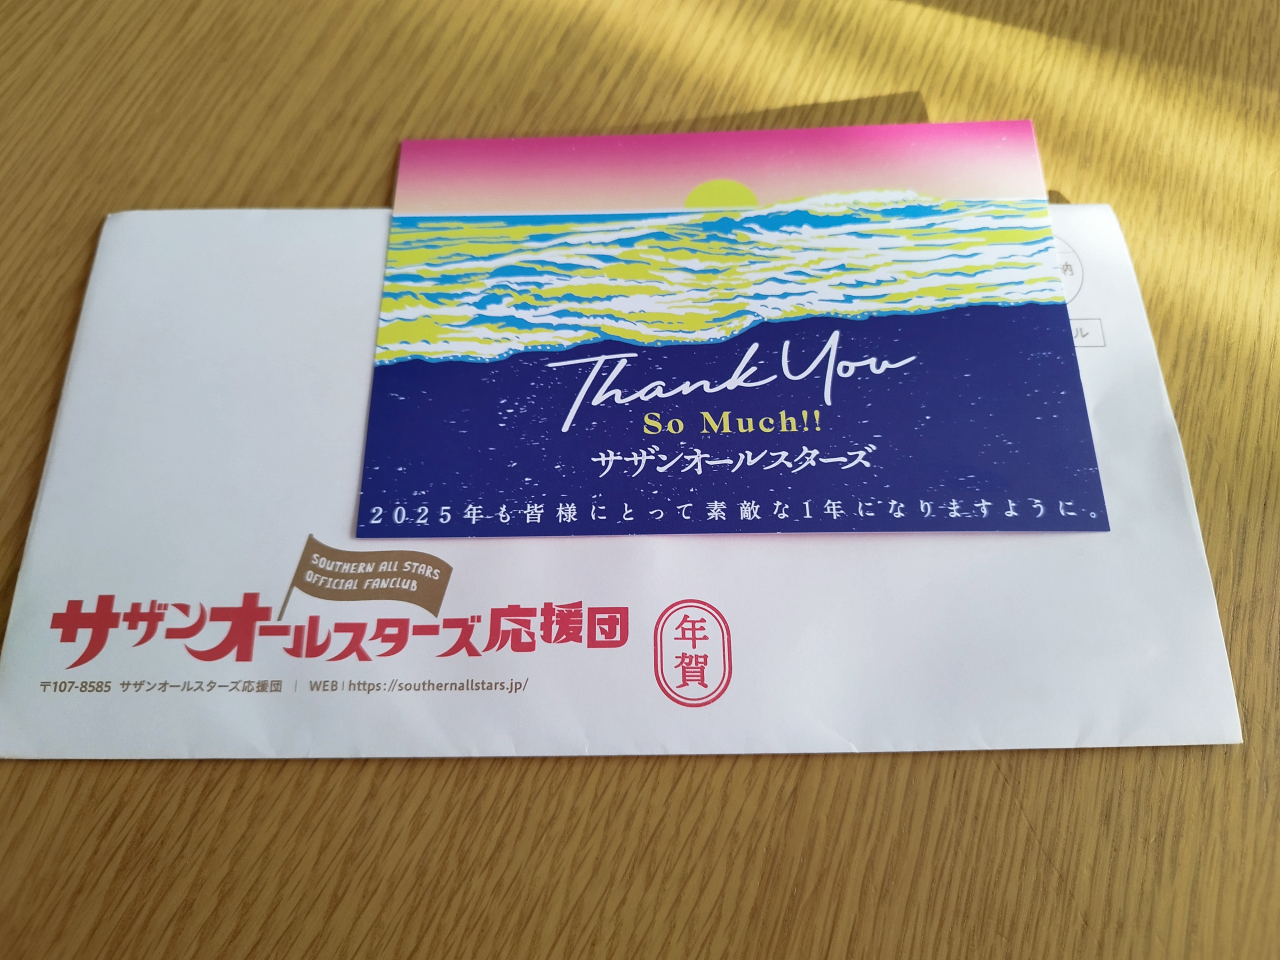 Thank You
So Much!!
サザンオールスターズ
2025年も皆様にとって素敵な1年になりますように。
SOUTHERN ALL STARS
OFFICIAL FANCLUB
サザンオールスターズ応援団
年賀
〒107-8585 サザンオールスターズ応援団 | WEB | https://southernallstars.jp/
内
ル